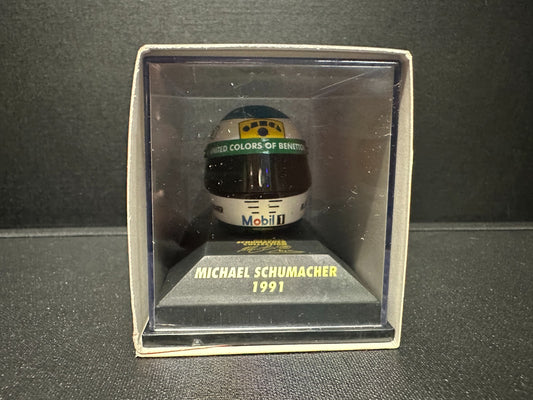 UNITED COLORS OF BENETTON
Mobil 1
MICHAEL SCHUMACHER
1991